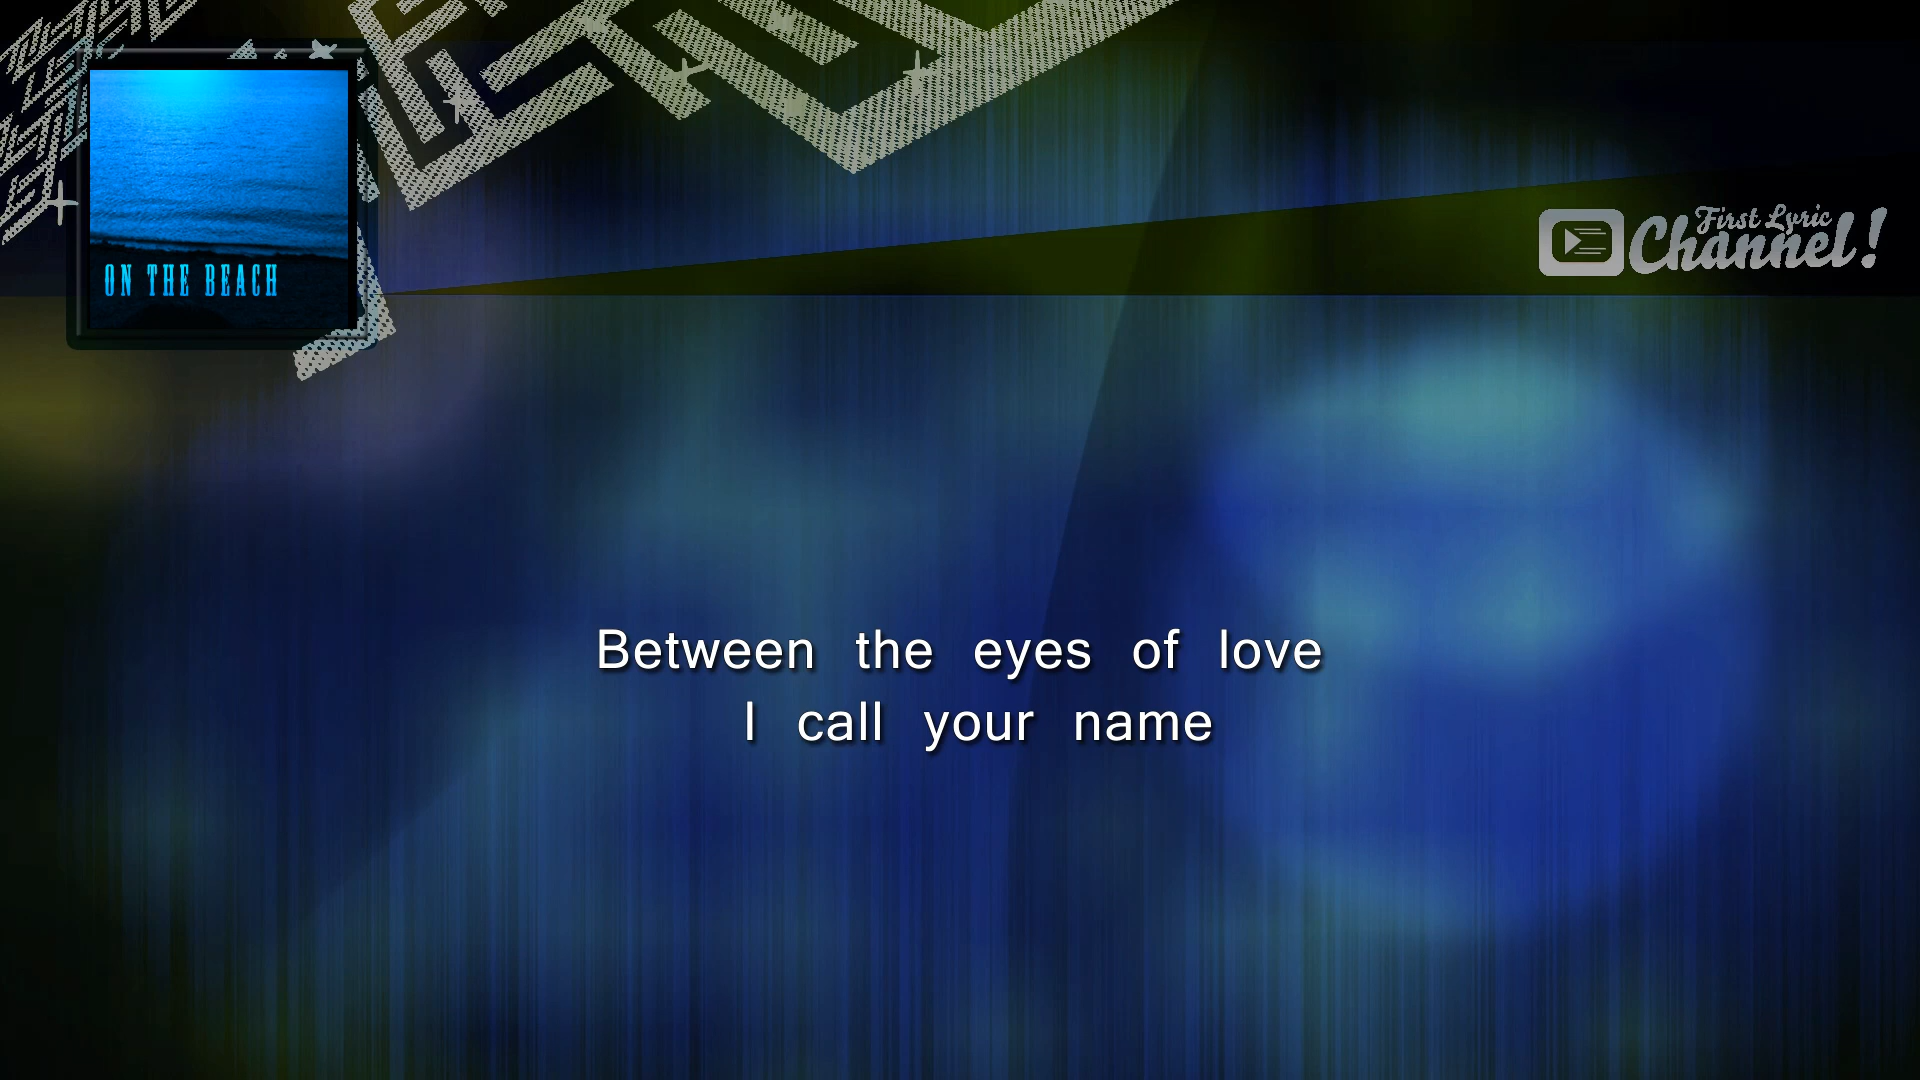 ON THE BEACH
First Lyric
Channel!
Between the eyes of love
I call your name